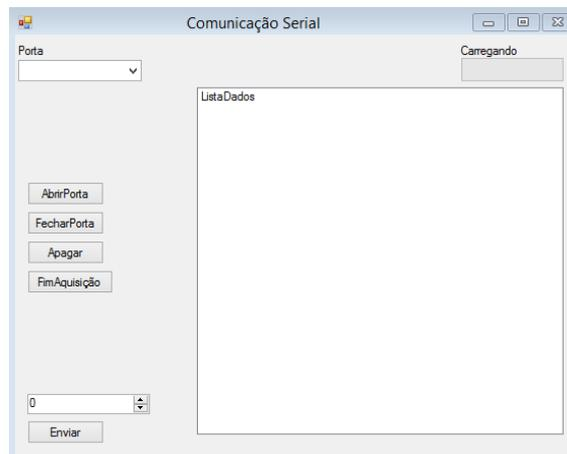 Comunicação Serial
Porta
Carregando
ListaDados
AbrirPorta
FecharPorta
Apagar
FimAquisição
0
Enviar